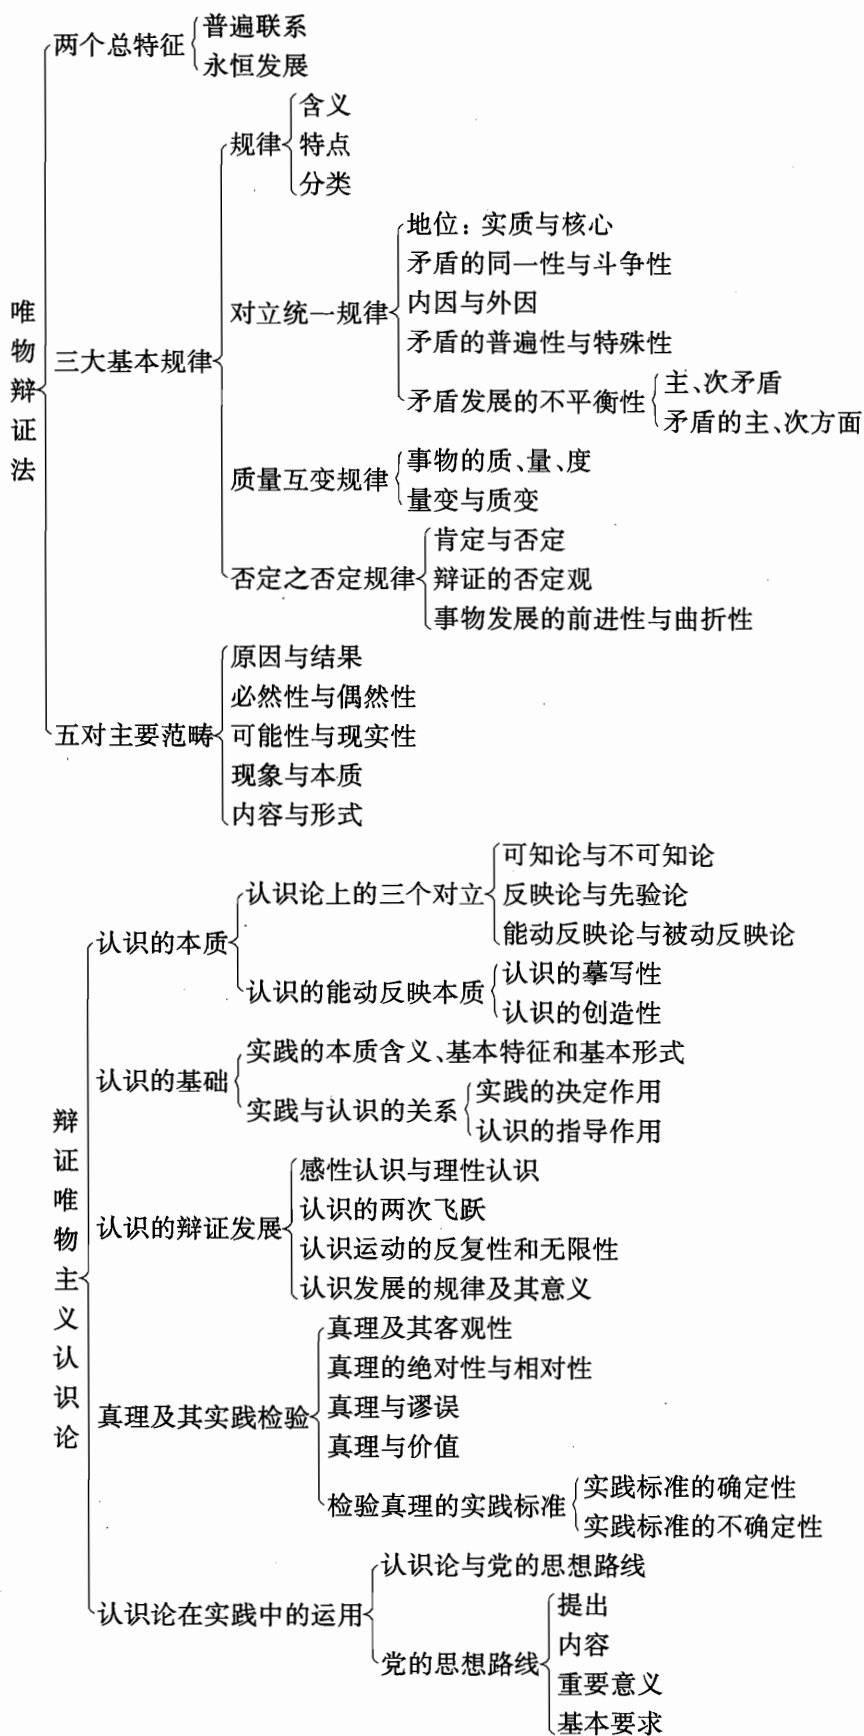 唯物辩证法
两个总特征
普遍联系
永恒发展
三大基本规律
规律
含义
特点
分类
对立统一规律
地位：实质与核心
矛盾的同一性与斗争性
内因与外因
矛盾的普遍性与特殊性
矛盾发展的不平衡性
主、次矛盾
矛盾的主、次方面
质量互变规律
事物的质、量、度
量变与质变
否定之否定规律
肯定与否定
辩证的否定观
事物发展的前进性与曲折性
五对主要范畴
原因与结果
必然性与偶然性
可能性与现实性
现象与本质
内容与形式
辩证唯物主义认识论
认识的本质
认识论上的三个对立
可知论与不可知论
反映论与先验论
能动反映论与被动反映论
认识的能动反映本质
认识的摹写性
认识的创造性
认识的基础
实践的本质含义、基本特征和基本形式
实践与认识的关系
实践的决定作用
认识的指导作用
认识的辩证发展
感性认识与理性认识
认识的两次飞跃
认识运动的反复性和无限性
认识发展的规律及其意义
真理及其实践检验
真理及其客观性
真理的绝对性与相对性
真理与谬误
真理与价值
检验真理的实践标准
实践标准的确定性
实践标准的不确定性
认识论在实践中的运用
认识论与党的思想路线
党的思想路线
提出
内容
重要意义
基本要求